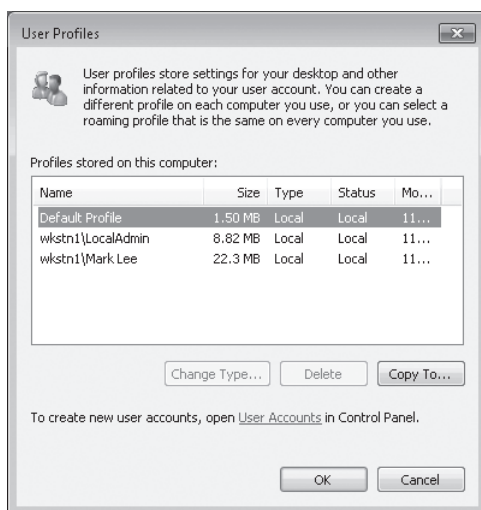 User Profiles
User profiles store settings for your desktop and other
information related to your user account. You can create a
different profile on each computer you use, or you can select a
roaming profile that is the same on every computer you use.
Profiles stored on this computer:
Name Size Type Status Mo...
Default Profile 1.50 MB Local Local 11...
wkstn1\LocalAdmin 8.82 MB Local Local 11...
wkstn1\Mark Lee 22.3 MB Local Local 11...
Change Type... Delete Copy To...
To create new user accounts, open User Accounts in Control Panel.
OK Cancel